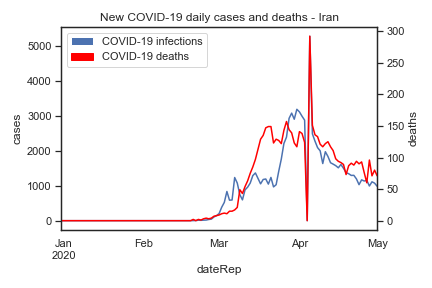 New COVID-19 daily cases and deaths - Iran
COVID-19 infections
COVID-19 deaths
5000
4000
3000
2000
1000
0
cases
300
250
200
150
100
50
0
deaths
Jan Feb Mar Apr May
2020
dateRep